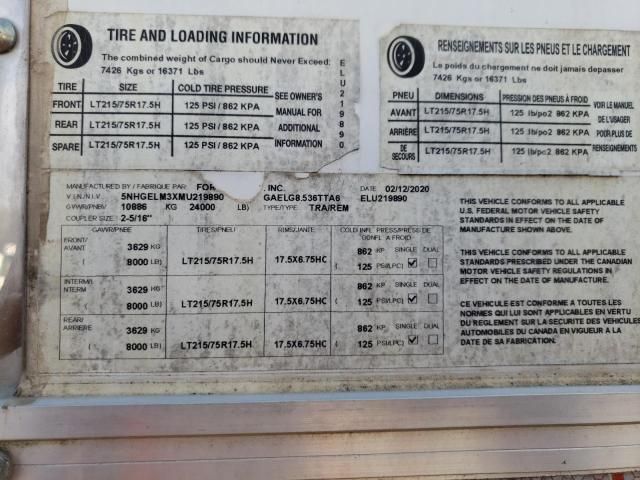 TIRE AND LOADING INFORMATION
The combined weight of Cargo should Never Exceed:
7426 Kgs or 16371 Lbs
TIRE SIZE COLD TIRE PRESSURE
FRONT LT215/75R17.5H 125 PSI / 862 KPA
REAR LT215/75R17.5H 125 PSI / 862 KPA
SPARE LT215/75R17.5H 125 PSI / 862 KPA
SEE OWNER'S
MANUAL FOR
ADDITIONAL
INFORMATION
ELU219890
RENSEIGNEMENTS SUR LES PNEUS ET LE CHARGEMENT
Le poids du chargement ne doit jamais depasser
7426 Kgs or 16371 Lbs
PNEU DIMENSIONS PRESSION DES PNEUS À FROID
AVANT LT215/75R17.5H 125 lb/po2 862 KPA
ARRIÈRE LT215/75R17.5H 125 lb/po2 862 KPA
DE SECOURS LT215/75R17.5H 125 lb/po2 862 KPA
VOIR LE MANUEL
DE L'USAGER
POUR PLUS DE
RENSEIGNEMENTS
MANUFACTURED BY / FABRIQUE PAR: FOR INC. DATE 02/12/2020
V.I.N./N.I.V. 5NHGELM3XMU219890 GAELG8.536TTA6 ELU219890
GVWR/PNBV 10886 KG 24000 LB) TYPE/TYPE TRA/REM
COUPLER SIZE 2-5/16"
GAWR/PNBE TIRES/PNEU RIMS/JANTE COLD INFL. PRESS/PRESS DE GONFL A FROID
FRONT/
AVANT 3629 KG 862 KP SINGLE DUAL
8000 LB) LT215/75R17.5H 17.5X6.75HC ( 125 PSI/LPC)
INTERM/
INTERM 3629 KG 862 KP SINGLE DUAL
( 8000 LB) LT215/75R17.5H 17.5X6.75HC ( 125 PSI/LPC)
REAR/
ARRIERE 3629 KG 862 KP SINGLE DUAL
( 8000 LB) LT215/75R17.5H 17.5X6.75HC ( 125 PSI/LPC)
THIS VEHICLE CONFORMS TO ALL APPLICABLE
U.S. FEDERAL MOTOR VEHICLE SAFETY
STANDARDS IN EFFECT ON THE DATE OF
MANUFACTURE SHOWN ABOVE.
THIS VEHICLE CONFORMS TO ALL APPLICABLE
STANDARDS PRESCRIBED UNDER THE CANADIAN
MOTOR VEHICLE SAFETY REGULATIONS IN
EFFECT ON THE DATE OF MANUFACTURE.
CE VEHICULE EST CONFORME A TOUTES LES
NORMES QUI LUI SONT APPLICABLES EN VERTU
DU REGLEMENT SUR LA SECURITE DES VEHICULES
AUTOMOBILES DU CANADA EN VIGUEUR A LA
DATE DE SA FABRICATION.